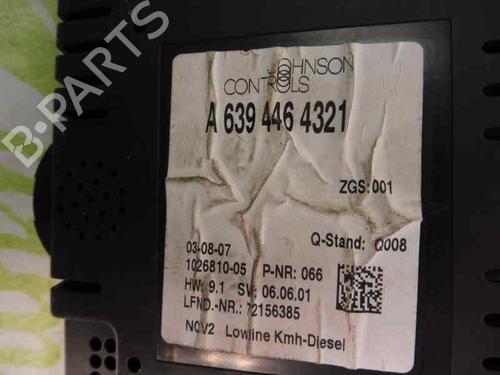 B-PARTS
JOHNSON
CONTROLS
A 639 446 4321
ZGS: 001
03-08-07 Q-Stand: Q008
1026810-05 P-NR: 066
HW: 9.1 SW: 06.06.01
LFND.-NR.: 72156385
NCV2 Lowline Kmh-Diesel